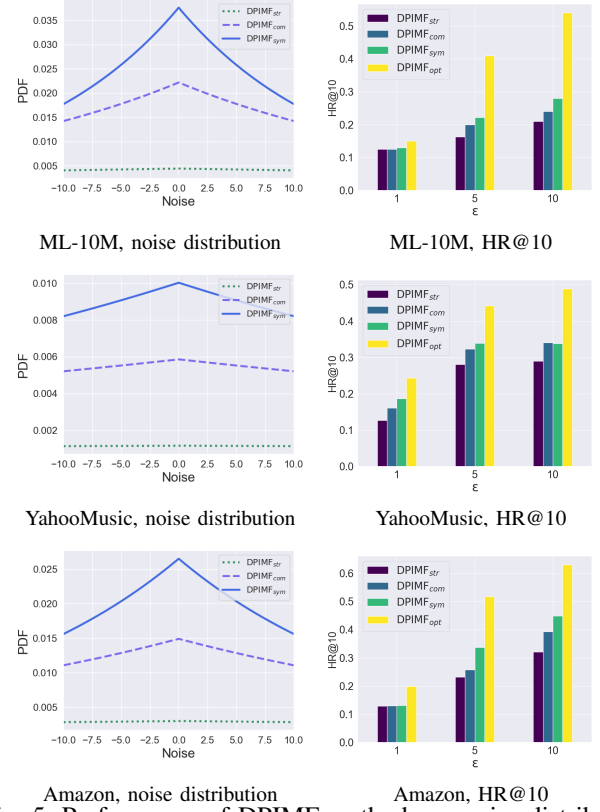 DPIMFstr
DPIMFcom
DPIMFsym
0.035
0.030
0.025
0.020
0.015
0.010
0.005
PDF
−10.0 −7.5 −5.0 −2.5 0.0 2.5 5.0 7.5 10.0
Noise
ML-10M, noise distribution
DPIMFstr
DPIMFcom
DPIMFsym
DPIMFopt
0.5
0.4
0.3
0.2
0.1
0.0
HR@10
1 5 10
ε
ML-10M, HR@10
DPIMFstr
DPIMFcom
DPIMFsym
0.010
0.008
0.006
0.004
0.002
PDF
−10.0 −7.5 −5.0 −2.5 0.0 2.5 5.0 7.5 10.0
Noise
YahooMusic, noise distribution
DPIMFstr
DPIMFcom
DPIMFsym
DPIMFopt
0.5
0.4
0.3
0.2
0.1
0.0
HR@10
1 5 10
ε
YahooMusic, HR@10
DPIMFstr
DPIMFcom
DPIMFsym
0.025
0.020
0.015
0.010
0.005
PDF
−10.0 −7.5 −5.0 −2.5 0.0 2.5 5.0 7.5 10.0
Noise
Amazon, noise distribution
DPIMFstr
DPIMFcom
DPIMFsym
DPIMFopt
0.6
0.5
0.4
0.3
0.2
0.1
0.0
HR@10
1 5 10
ε
Amazon, HR@10